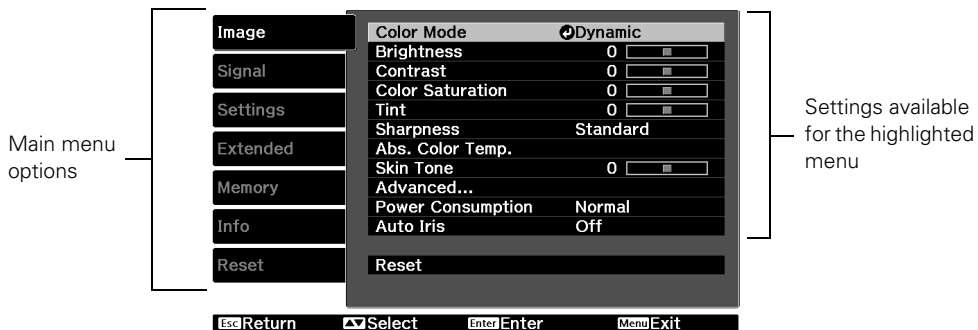 Main menu
options
Image
Signal
Settings
Extended
Memory
Info
Reset
Color Mode Dynamic
Brightness 0
Contrast 0
Color Saturation 0
Tint 0
Sharpness Standard
Abs. Color Temp.
Skin Tone 0
Advanced...
Power Consumption Normal
Auto Iris Off
Reset
Esc Return Select Enter Enter Menu Exit
Settings available
for the highlighted
menu